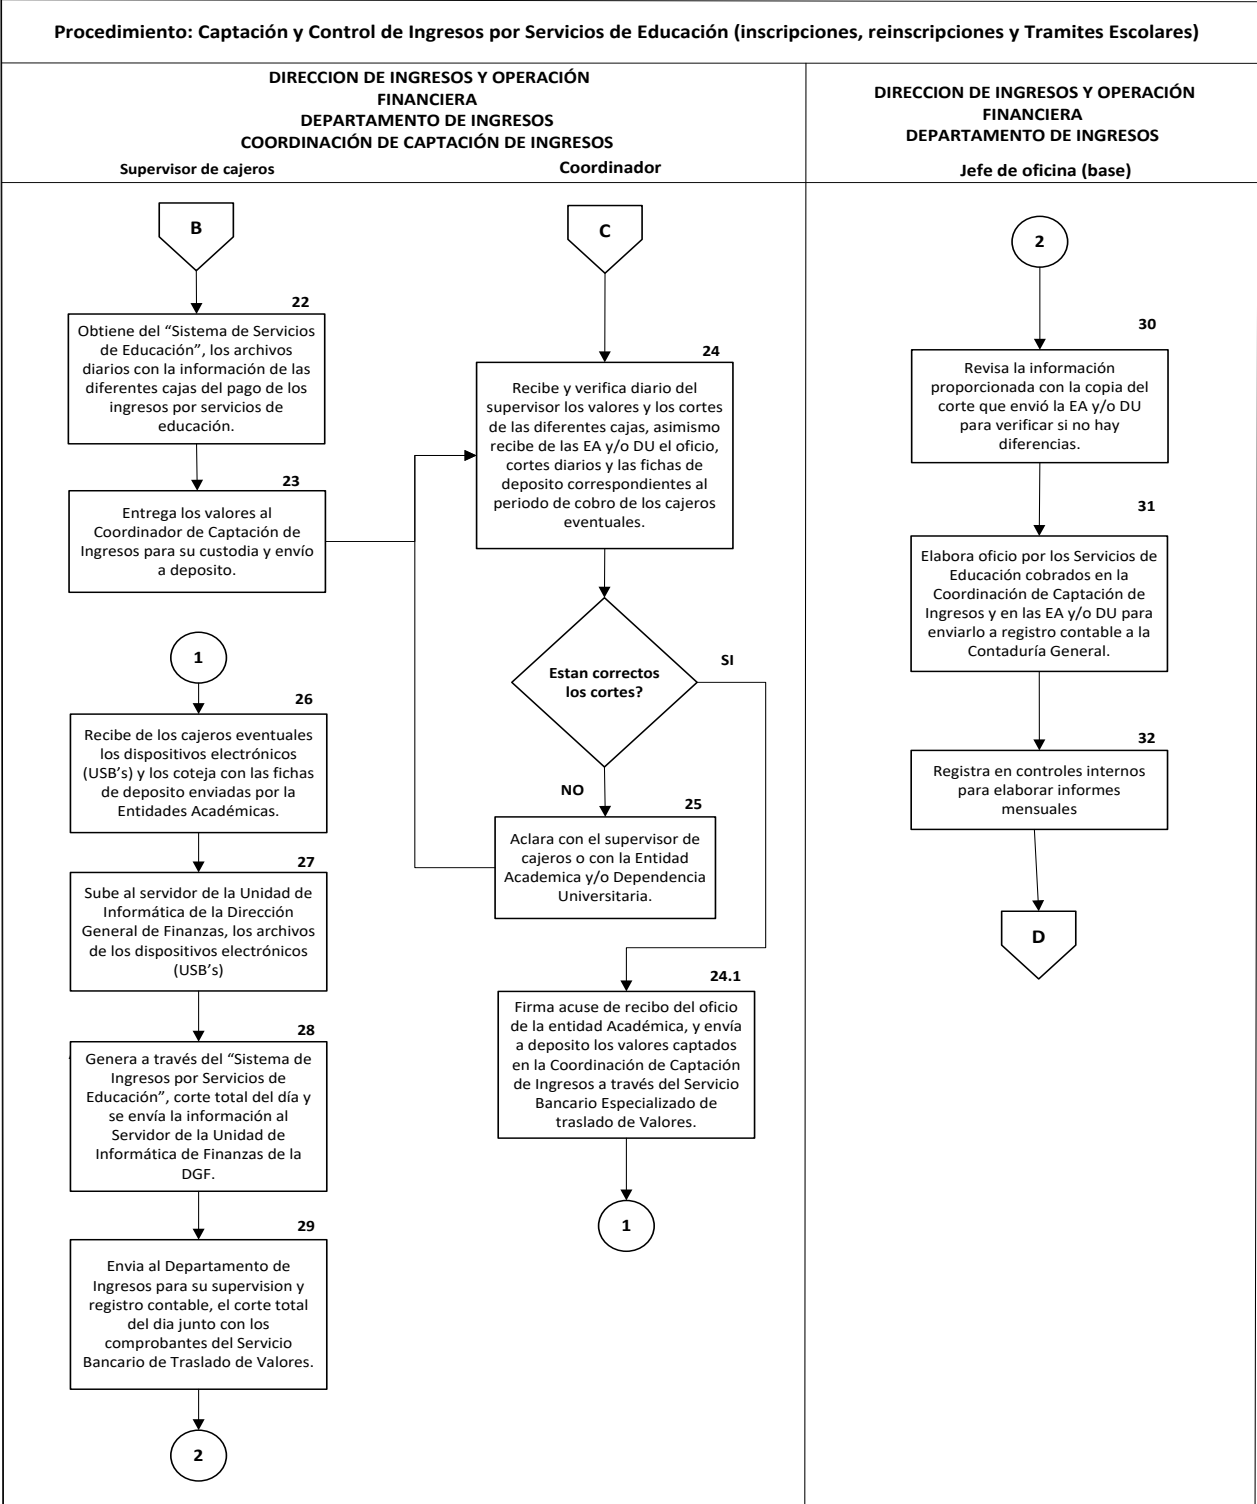 Procedimiento: Captación y Control de Ingresos por Servicios de Educación (inscripciones, reinscripciones y Tramites Escolares)
DIRECCION DE INGRESOS Y OPERACIÓN
FINANCIERA
DEPARTAMENTO DE INGRESOS
COORDINACIÓN DE CAPTACIÓN DE INGRESOS
Supervisor de cajeros
Coordinador
DIRECCION DE INGRESOS Y OPERACIÓN
FINANCIERA
DEPARTAMENTO DE INGRESOS
Jefe de oficina (base)
B
22
Obtiene del “Sistema de Servicios
de Educación”, los archivos
diarios con la información de las
diferentes cajas del pago de los
ingresos por servicios de
educación.
23
Entrega los valores al
Coordinador de Captación de
Ingresos para su custodia y envío
a deposito.
1
26
Recibe de los cajeros eventuales
los dispositivos electrónicos
(USB’s) y los coteja con las fichas
de deposito enviadas por la
Entidades Académicas.
27
Sube al servidor de la Unidad de
Informática de la Dirección
General de Finanzas, los archivos
de los dispositivos electrónicos
(USB’s)
28
Genera a través del “Sistema de
Ingresos por Servicios de
Educación”, corte total del día y
se envía la información al
Servidor de la Unidad de
Informática de Finanzas de la
DGF.
29
Envia al Departamento de
Ingresos para su supervision y
registro contable, el corte total
del dia junto con los
comprobantes del Servicio
Bancario de Traslado de Valores.
2
C
24
Recibe y verifica diario del
supervisor los valores y los cortes
de las diferentes cajas, asimismo
recibe de las EA y/o DU el oficio,
cortes diarios y las fichas de
deposito correspondientes al
periodo de cobro de los cajeros
eventuales.
Estan correctos
los cortes?
SI
NO
25
Aclara con el supervisor de
cajeros o con la Entidad
Academica y/o Dependencia
Universitaria.
24.1
Firma acuse de recibo del oficio
de la entidad Académica, y envía
a deposito los valores captados
en la Coordinación de Captación
de Ingresos a través del Servicio
Bancario Especializado de
traslado de Valores.
1
2
30
Revisa la información
proporcionada con la copia del
corte que envió la EA y/o DU
para verificar si no hay
diferencias.
31
Elabora oficio por los Servicios de
Educación cobrados en la
Coordinación de Captación de
Ingresos y en las EA y/o DU para
enviarlo a registro contable a la
Contaduría General.
32
Registra en controles internos
para elaborar informes
mensuales
D